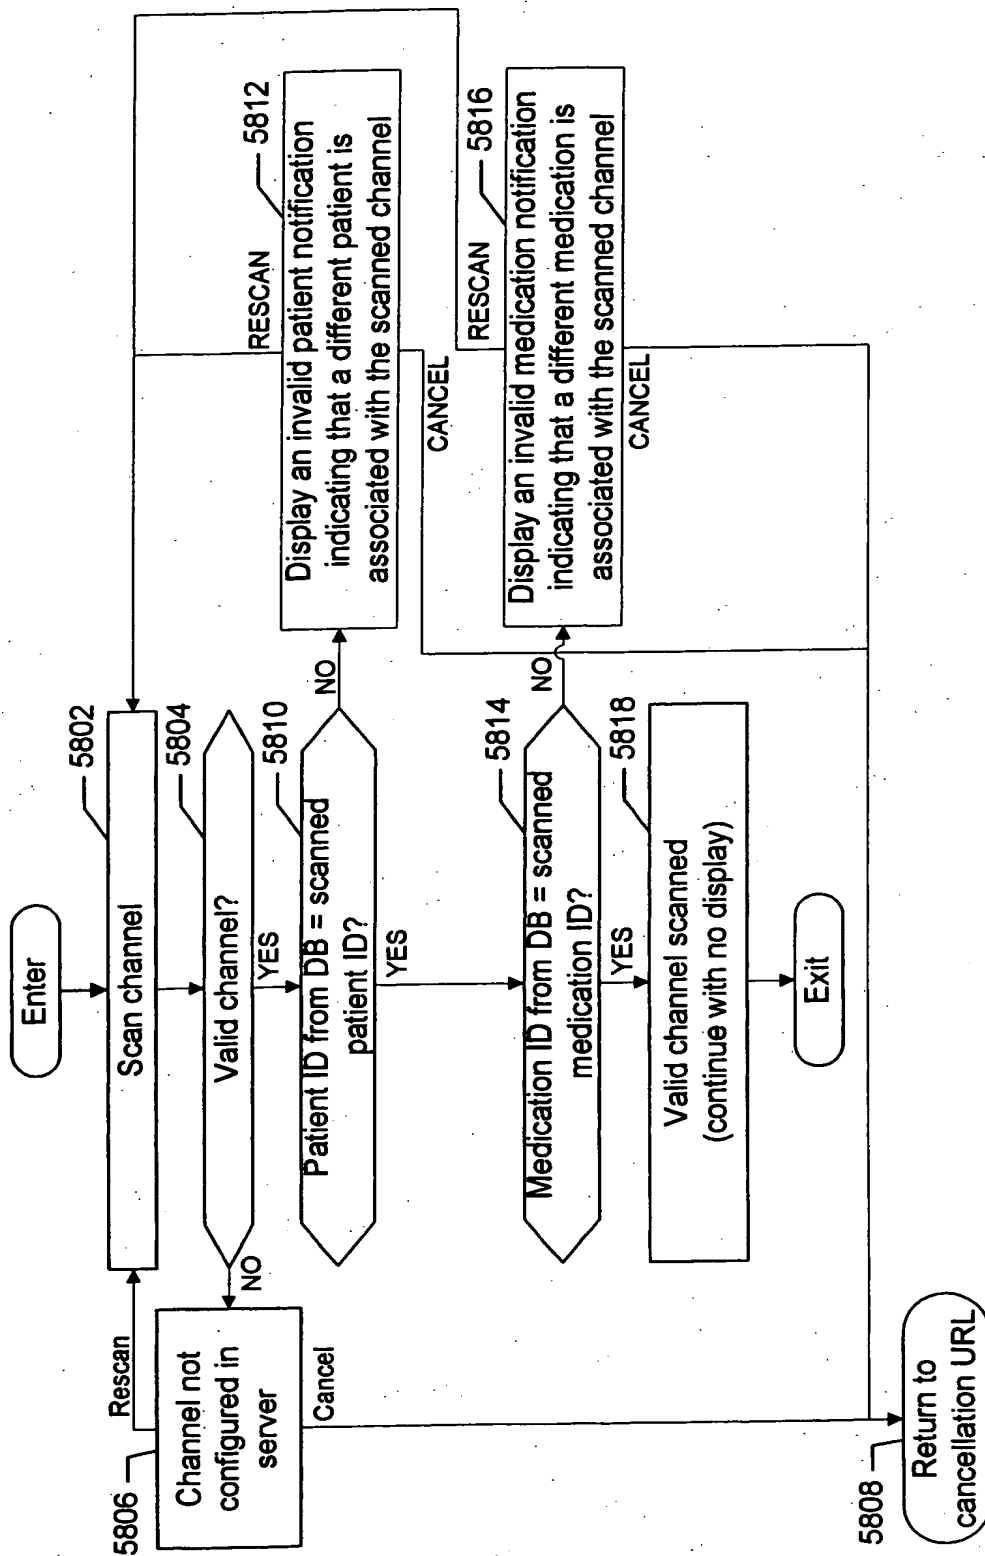 Enter
Scan channel
5802
Valid channel?
5804
YES
NO
Channel not
configured in
server
5806
Rescan
Cancel
Patient ID from DB = scanned
patient ID?
5810
NO
YES
Display an invalid patient notification
indicating that a different patient is
associated with the scanned channel
5812
RESCAN
CANCEL
Medication ID from DB = scanned
medication ID?
5814
NO
YES
Display an invalid medication notification
indicating that a different medication is
associated with the scanned channel
5816
RESCAN
CANCEL
Valid channel scanned
(continue with no display)
5818
Exit
Return to
cancellation URL
5808